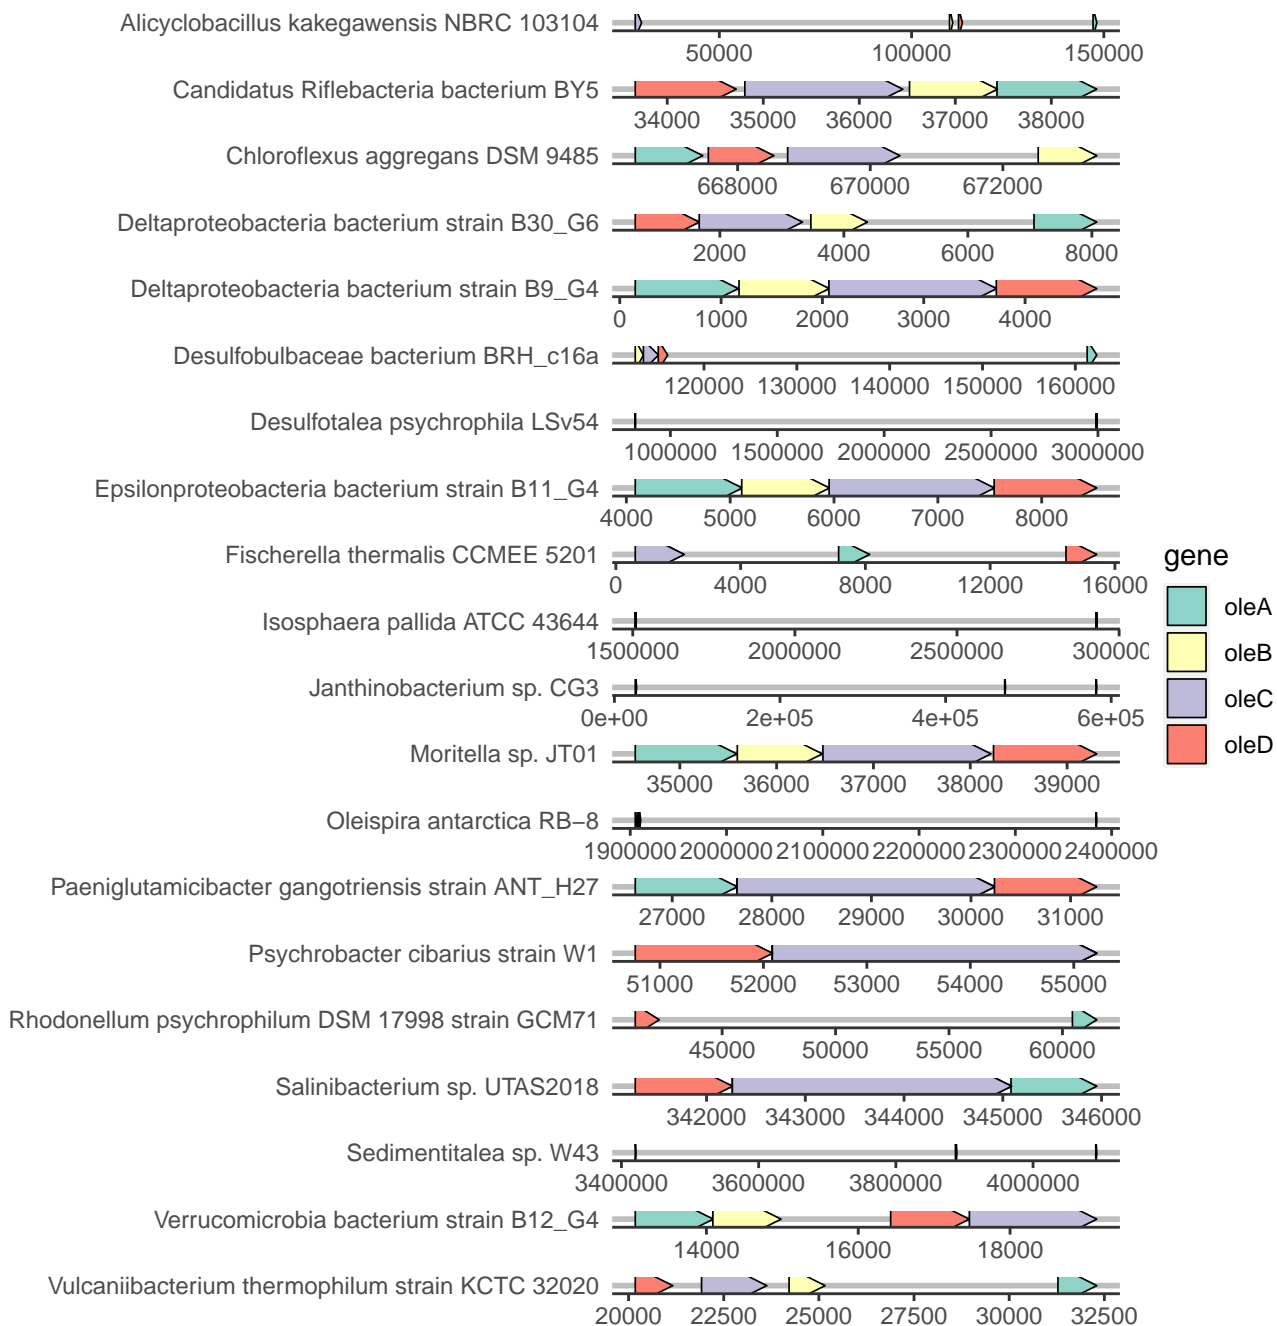 Alicyclobacillus kakegawensis NBRC 103104
50000 100000 150000
Candidatus Riflebacteria bacterium BY5
34000 35000 36000 37000 38000
Chloroflexus aggregans DSM 9485
668000 670000 672000
Deltaproteobacteria bacterium strain B30_G6
2000 4000 6000 8000
Deltaproteobacteria bacterium strain B9_G4
0 1000 2000 3000 4000
Desulfobulbaceae bacterium BRH_c16a
120000 130000 140000 150000 160000
Desulfotalea psychrophila LSv54
1000000 1500000 2000000 2500000 3000000
Epsilonproteobacteria bacterium strain B11_G4
4000 5000 6000 7000 8000
Fischerella thermalis CCMEE 5201
0 4000 8000 12000 16000
gene
oleA
oleB
oleC
oleD
Isosphaera pallida ATCC 43644
1500000 2000000 2500000 300000
Janthinobacterium sp. CG3
0e+00 2e+05 4e+05 6e+05
Moritella sp. JT01
35000 36000 37000 38000 39000
Oleispira antarctica RB−8
1900000 2000000 2100000 2200000 2300000 2400000
Paeniglutamicibacter gangotriensis strain ANT_H27
27000 28000 29000 30000 31000
Psychrobacter cibarius strain W1
51000 52000 53000 54000 55000
Rhodonellum psychrophilum DSM 17998 strain GCM71
45000 50000 55000 60000
Salinibacterium sp. UTAS2018
342000 343000 344000 345000 346000
Sedimentitalea sp. W43
3400000 3600000 3800000 4000000
Verrucomicrobia bacterium strain B12_G4
14000 16000 18000
Vulcaniibacterium thermophilum strain KCTC 32020
20000 22500 25000 27500 30000 32500